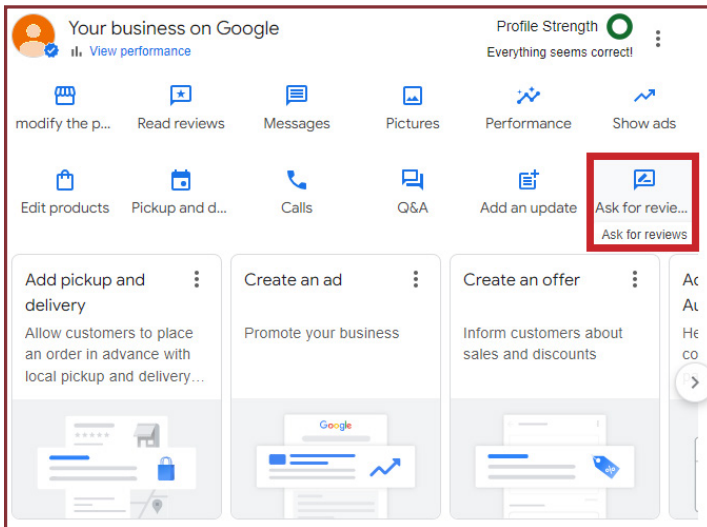 Your business on Google
View performance
Profile Strength
Everything seems correct!
modify the p...
Read reviews
Messages
Pictures
Performance
Show ads
Edit products
Pickup and d...
Calls
Q&A
Add an update
Ask for revie...
Ask for reviews
Add pickup and
delivery
Allow customers to place
an order in advance with
local pickup and delivery...
Create an ad
Promote your business
Google
Create an offer
Inform customers about
sales and discounts
He
co